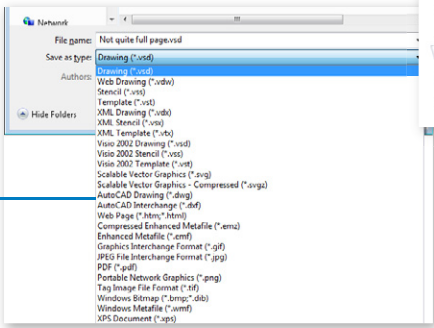 Network
File name: Not quite full page.vsd
Save as type: Drawing (*.vsd)
Authors:
Drawing (*.vsd)
Web Drawing (*.vdw)
Stencil (*.vss)
Template (*.vst)
XML Drawing (*.vdx)
XML Stencil (*.vsx)
Hide Folders
XML Template (*.vtx)
Visio 2002 Drawing (*.vsd)
Visio 2002 Stencil (*.vss)
Visio 2002 Template (*.vst)
Scalable Vector Graphics (*.svg)
Scalable Vector Graphics - Compressed (*.svgz)
AutoCAD Drawing (*.dwg)
AutoCAD Interchange (*.dxf)
Web Page (*.htm;*.html)
Compressed Enhanced Metafile (*.emz)
Enhanced Metafile (*.emf)
Graphics Interchange Format (*.gif)
JPEG File Interchange Format (*.jpg)
PDF (*.pdf)
Portable Network Graphics (*.png)
Tag Image File Format (*.tif)
Windows Bitmap (*.bmp;*.dib)
Windows Metafile (*.wmf)
XPS Document (*.xps)